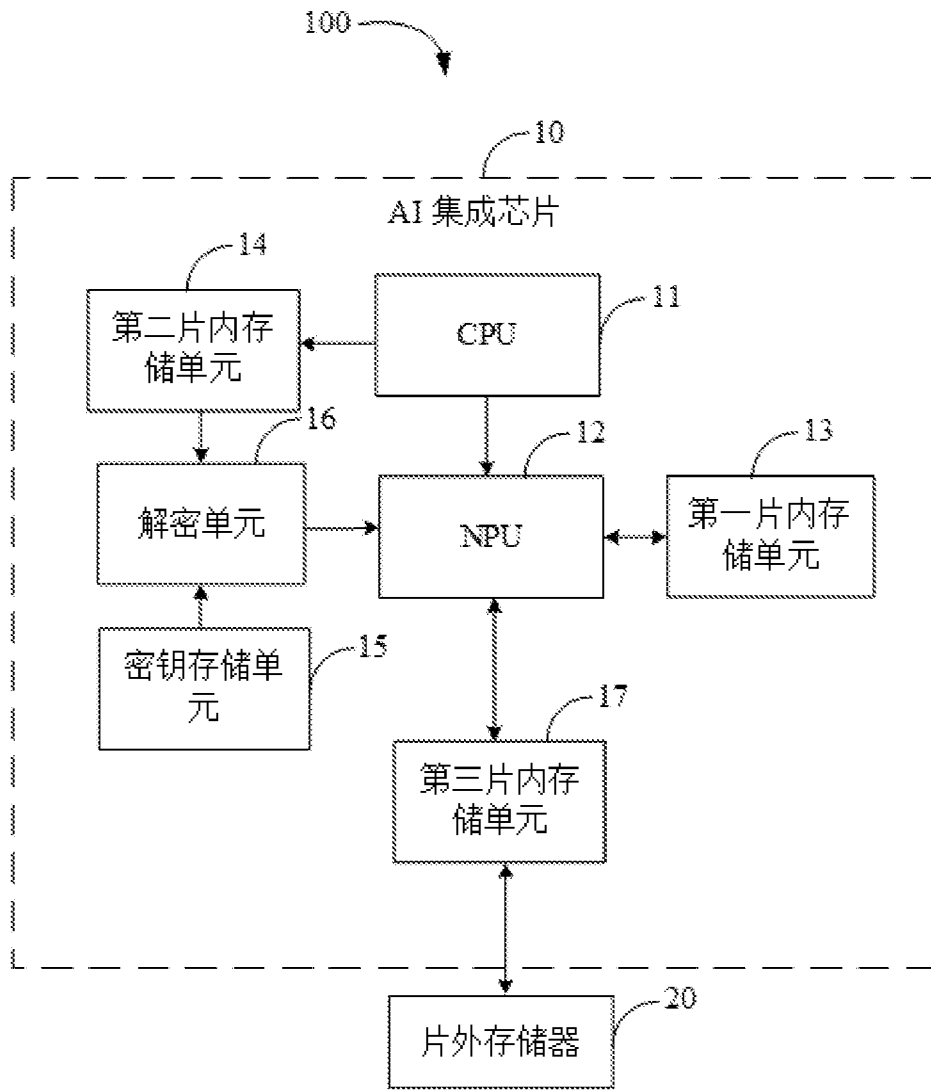 100
10
AI 集成芯片
14
第二片内存
储单元
CPU
11
16
解密单元
12
NPU
13
第一片内存
储单元
密钥存储单
元
15
17
第三片内存
储单元
片外存储器
20